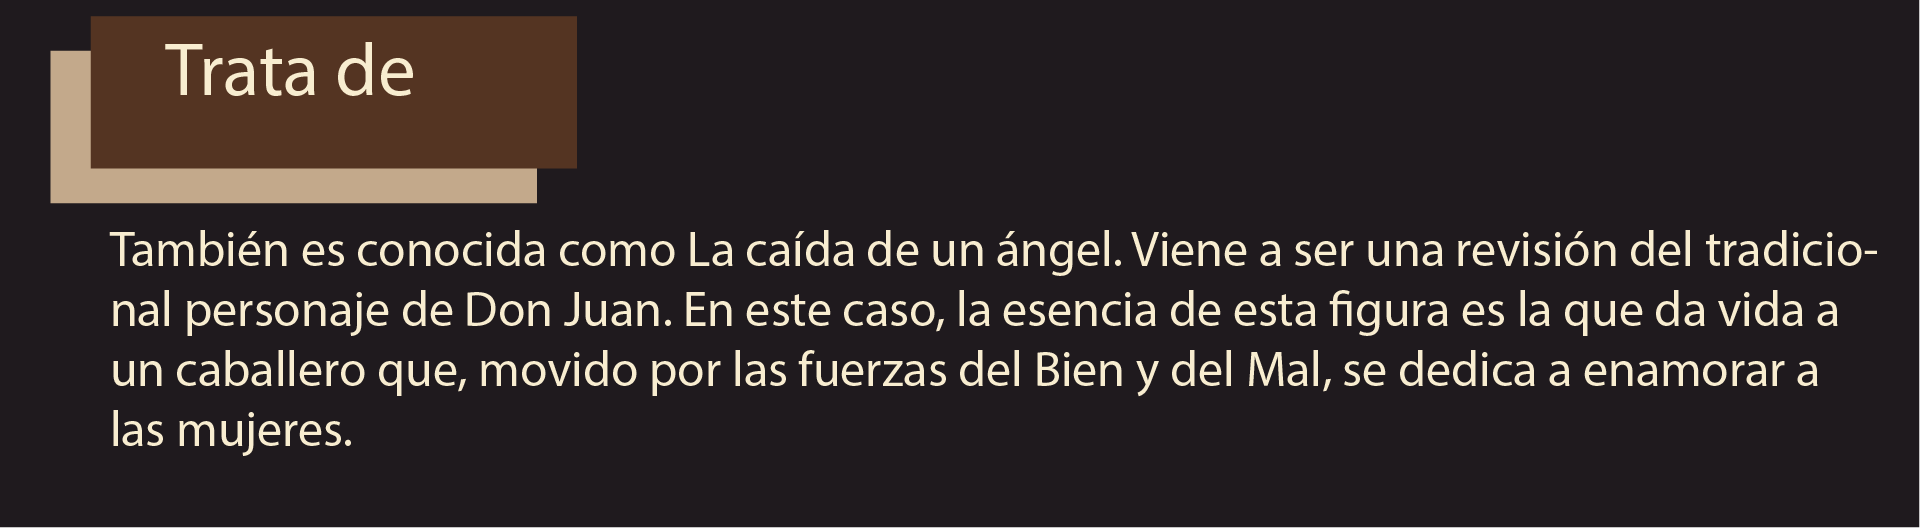 Trata de
También es conocida como La caída de un ángel. Viene a ser una revisión del tradicio-
nal personaje de Don Juan. En este caso, la esencia de esta figura es la que da vida a
un caballero que, movido por las fuerzas del Bien y del Mal, se dedica a enamorar a
las mujeres.